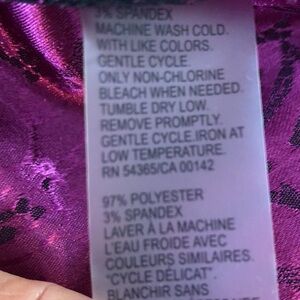 3% SPANDEX
MACHINE WASH COLD.
WITH LIKE COLORS.
GENTLE CYCLE.
ONLY NON-CHLORINE
BLEACH WHEN NEEDED.
TUMBLE DRY LOW.
REMOVE PROMPTLY.
GENTLE CYCLE.IRON AT
LOW TEMPERATURE.
RN 54365/CA 00142
97% POLYESTER
3% SPANDEX
LAVER À LA MACHINE
L'EAU FROIDE AVEC
COULEURS SIMILAIRES.
"CYCLE DÉLICAT".
BLANCHIR SANS